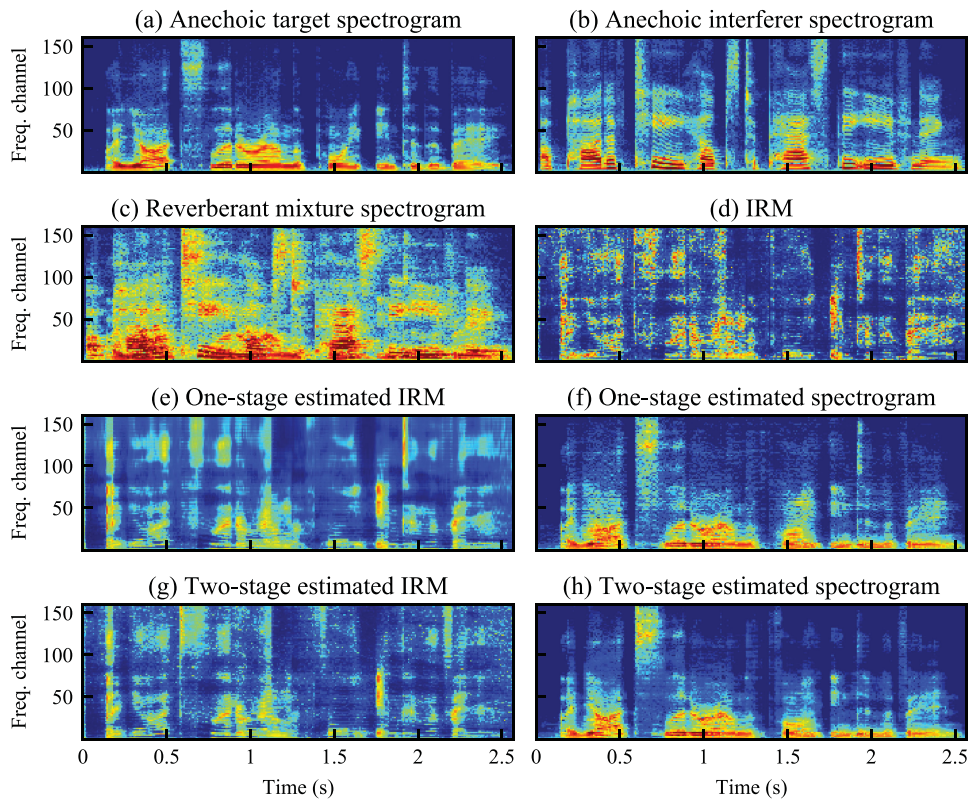 (a) Anechoic target spectrogram
(b) Anechoic interferer spectrogram
Freq. channel
150
100
50
(c) Reverberant mixture spectrogram
(d) IRM
Freq. channel
150
100
50
(e) One-stage estimated IRM
(f) One-stage estimated spectrogram
Freq. channel
150
100
50
(g) Two-stage estimated IRM
(h) Two-stage estimated spectrogram
Freq. channel
150
100
50
0 0.5 1 1.5 2 2.5
0 0.5 1 1.5 2 2.5
Time (s)
Time (s)